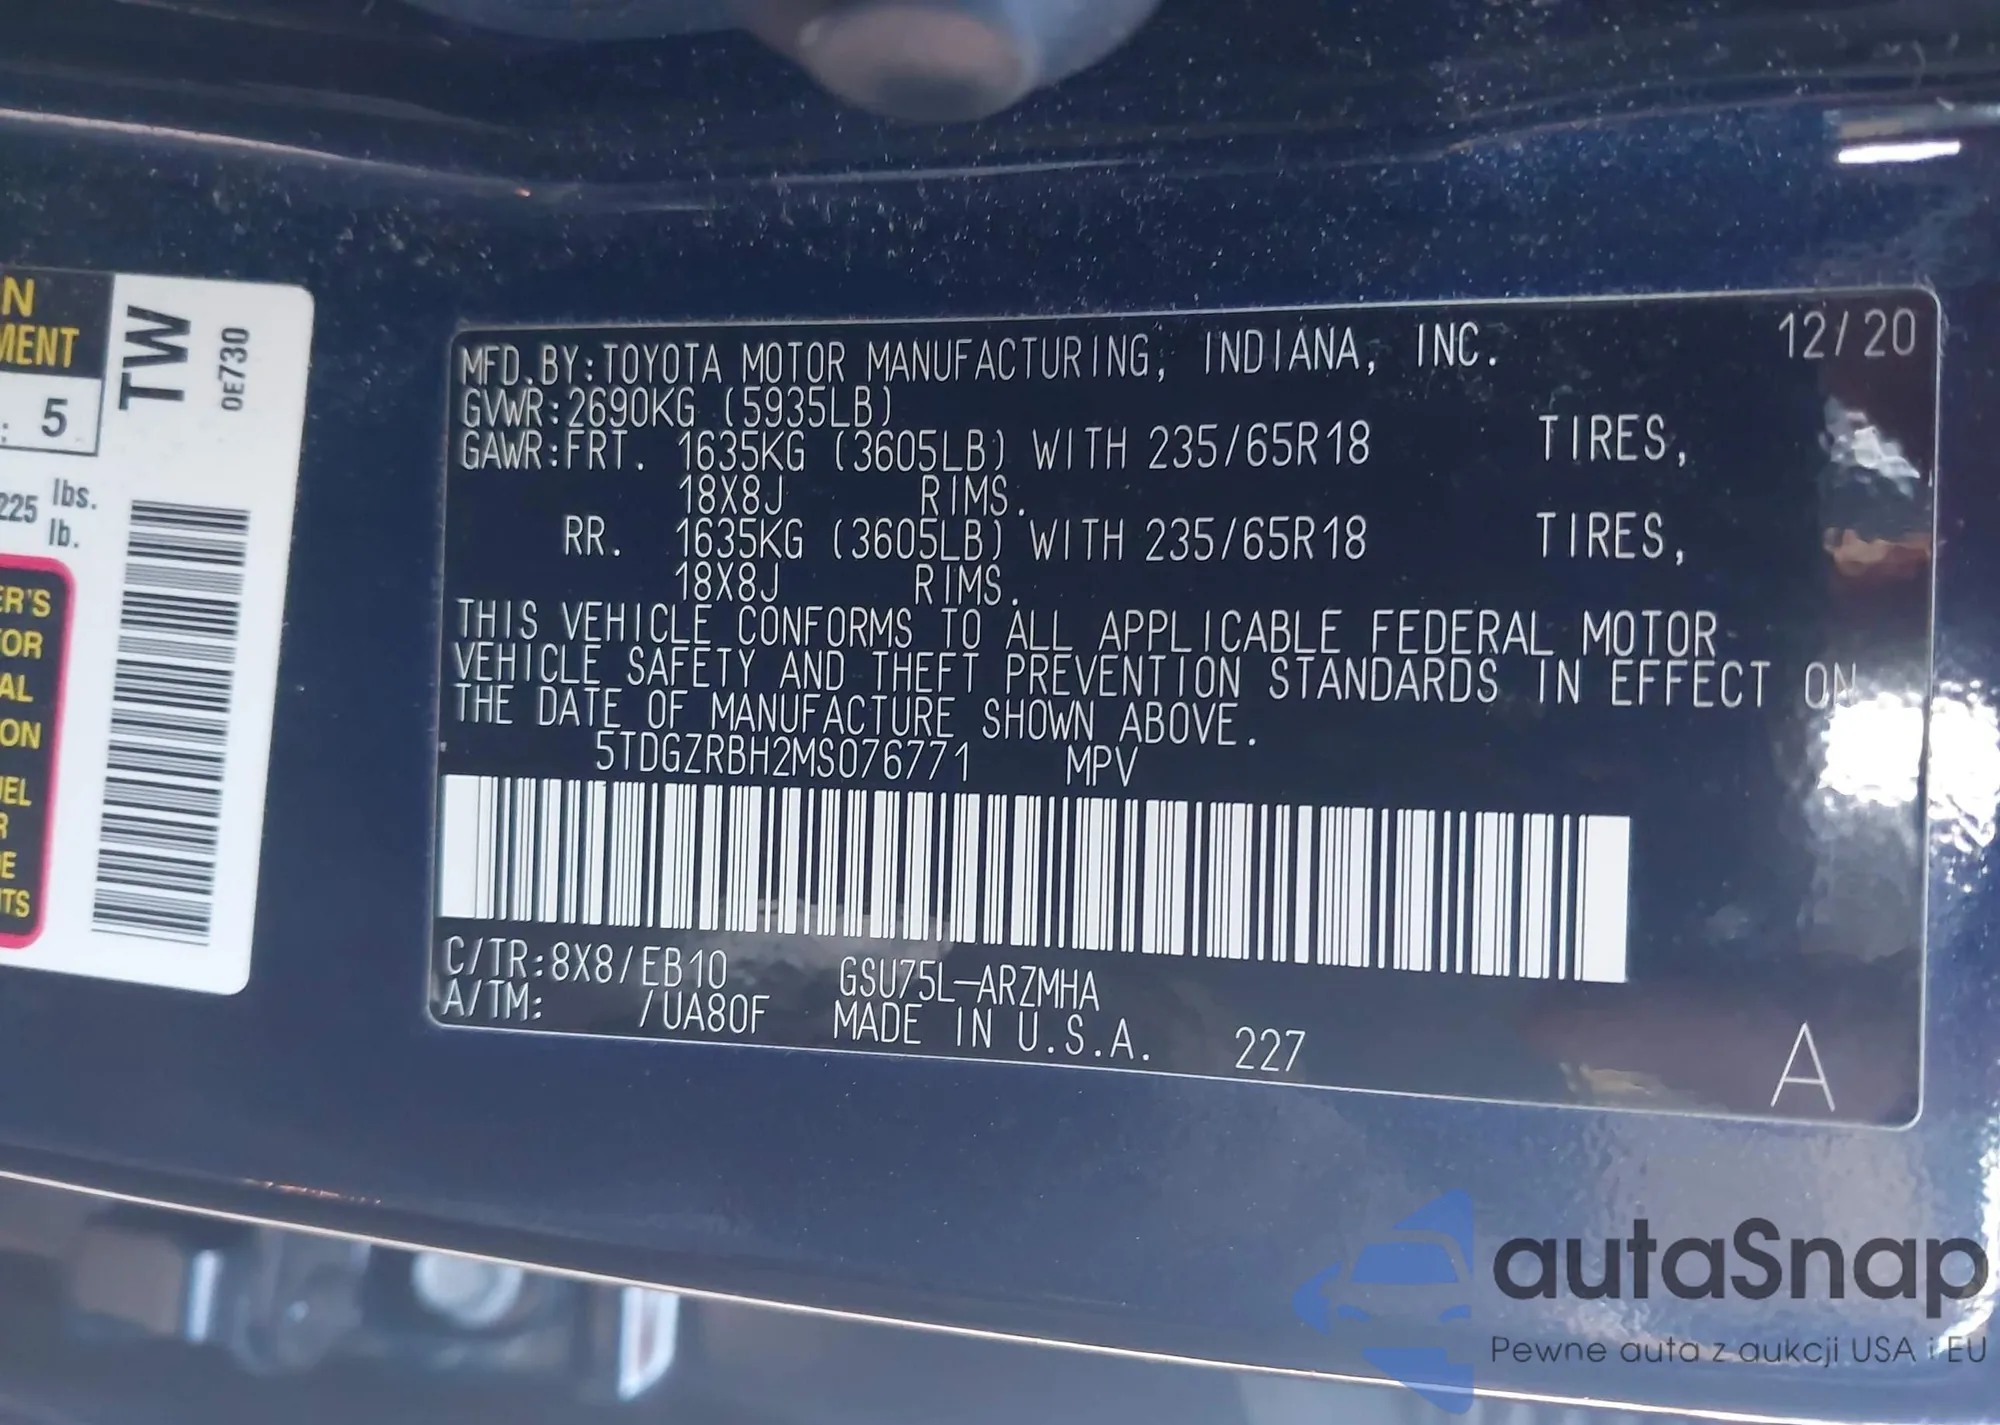 N
MENT
: 5
TW
0E730
225 lbs.
lb.
ER'S
TOR
AL
ON
UEL
R
DE
NTS
MFD.BY:TOYOTA MOTOR MANUFACTURING, INDIANA, INC. 12/20
GVWR:2690KG (5935LB)
GAWR:FRT. 1635KG (3605LB) WITH 235/65R18 TIRES,
18X8J RIMS.
RR. 1635KG (3605LB) WITH 235/65R18 TIRES,
18X8J RIMS.
THIS VEHICLE CONFORMS TO ALL APPLICABLE FEDERAL MOTOR
VEHICLE SAFETY AND THEFT PREVENTION STANDARDS IN EFFECT ON
THE DATE OF MANUFACTURE SHOWN ABOVE.
5TDGZRBH2MS076771 MPV
C/TR:8X8/EB10 GSU75L-ARZMHA
A/TM: /UA80F MADE IN U.S.A. 227
A
autaSnap
Pewne auta z aukcji USA i EU